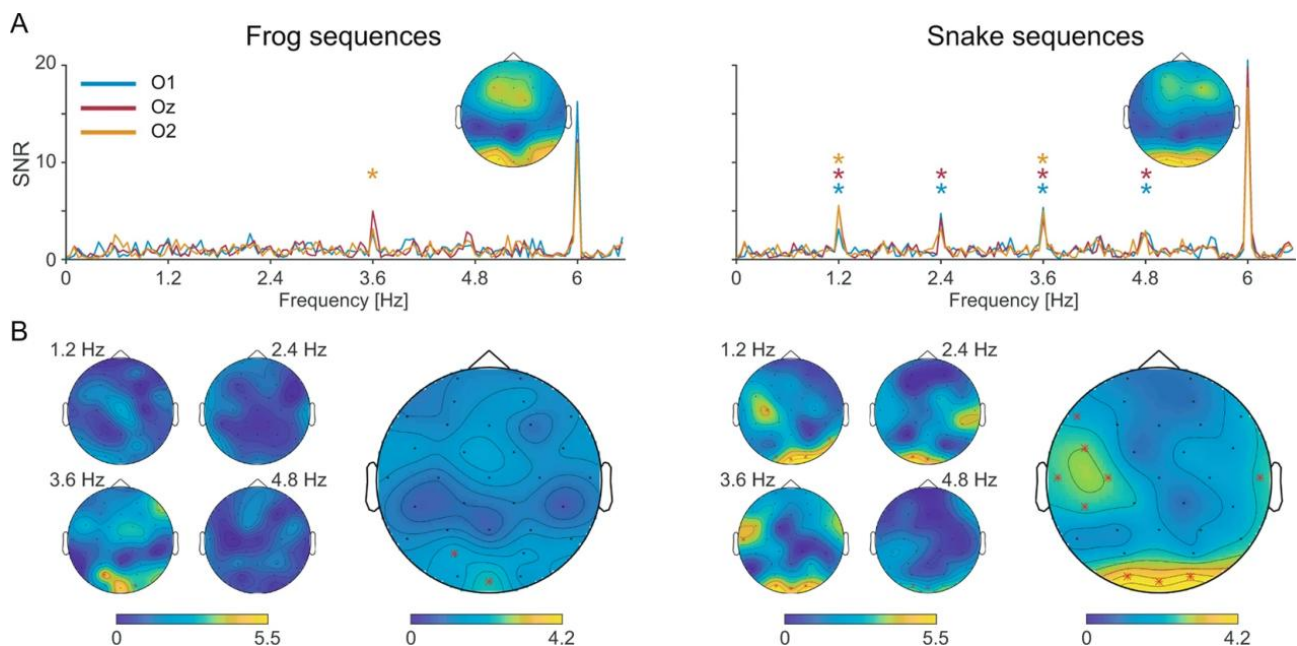 A
Frog sequences
Snake sequences
20
10
0
SNR
O1
Oz
O2
*
* * * *
* * *
* *
0 1.2 2.4 3.6 4.8 6
Frequency [Hz]
0 1.2 2.4 3.6 4.8 6
Frequency [Hz]
B
1.2 Hz 2.4 Hz
3.6 Hz 4.8 Hz
0 5.5
0 4.2
1.2 Hz 2.4 Hz
3.6 Hz 4.8 Hz
0 5.5
0 4.2